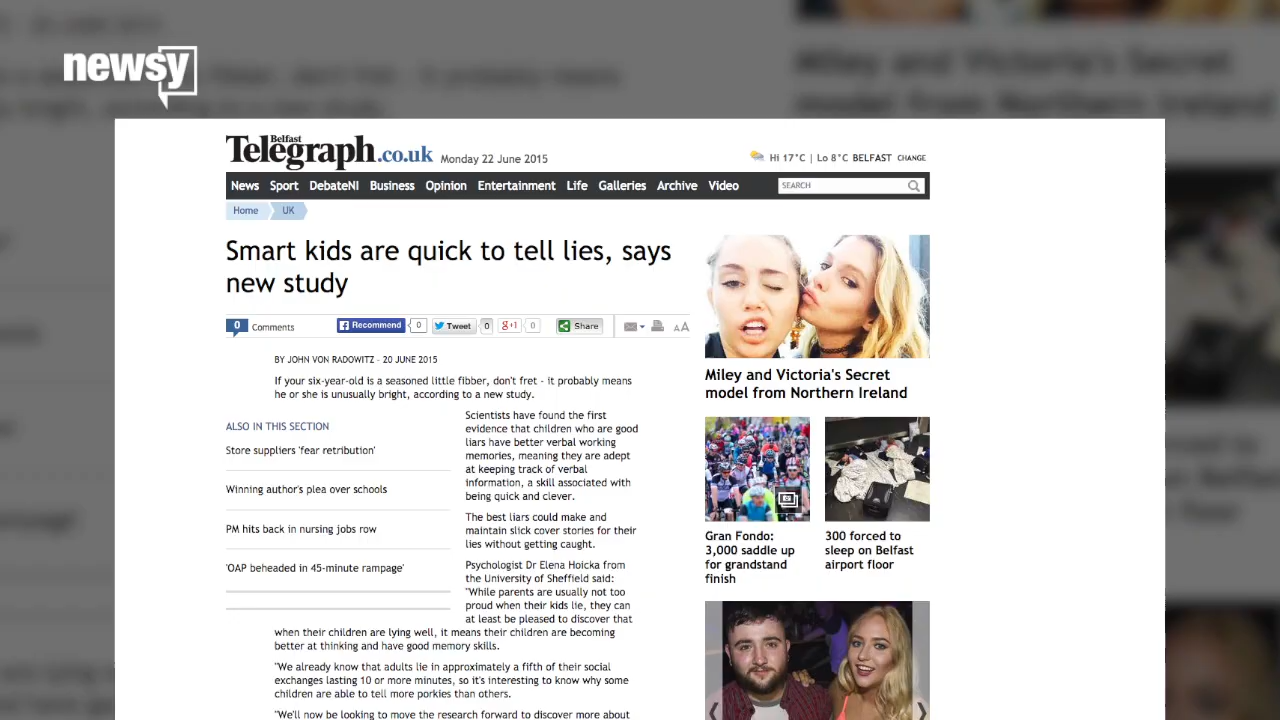 newsy
Belfast
Telegraph.co.uk
Monday 22 June 2015
Hi 17°C | Lo 8°C BELFAST CHANGE
News Sport DebateNI Business Opinion Entertainment Life Galleries Archive Video
SEARCH
Home UK
Smart kids are quick to tell lies, says
new study
0 Comments
Recommend 0 Tweet 0 g+1 0 Share
AA
BY JOHN VON RADOWITZ - 20 JUNE 2015
If your six-year-old is a seasoned little fibber, don't fret - it probably means
he or she is unusually bright, according to a new study.
ALSO IN THIS SECTION
Store suppliers 'fear retribution'
Winning author's plea over schools
PM hits back in nursing jobs row
'OAP beheaded in 45-minute rampage'
Scientists have found the first
evidence that children who are good
liars have better verbal working
memories, meaning they are adept
at keeping track of verbal
information, a skill associated with
being quick and clever.
The best liars could make and
maintain slick cover stories for their
lies without getting caught.
Psychologist Dr Elena Hoicka from
the University of Sheffield said:
"While parents are usually not too
proud when their kids lie, they can
at least be pleased to discover that
when their children are lying well, it means their children are becoming
better at thinking and have good memory skills.
"We already know that adults lie in approximately a fifth of their social
exchanges lasting 10 or more minutes, so it's interesting to know why some
children are able to tell more porkies than others.
"We'll now be looking to move the research forward to discover more about
Miley and Victoria's Secret
model from Northern Ireland
Gran Fondo:
3,000 saddle up
for grandstand
finish
300 forced to
sleep on Belfast
airport floor
Miley and Victoria's Secret
model from Northern Ireland